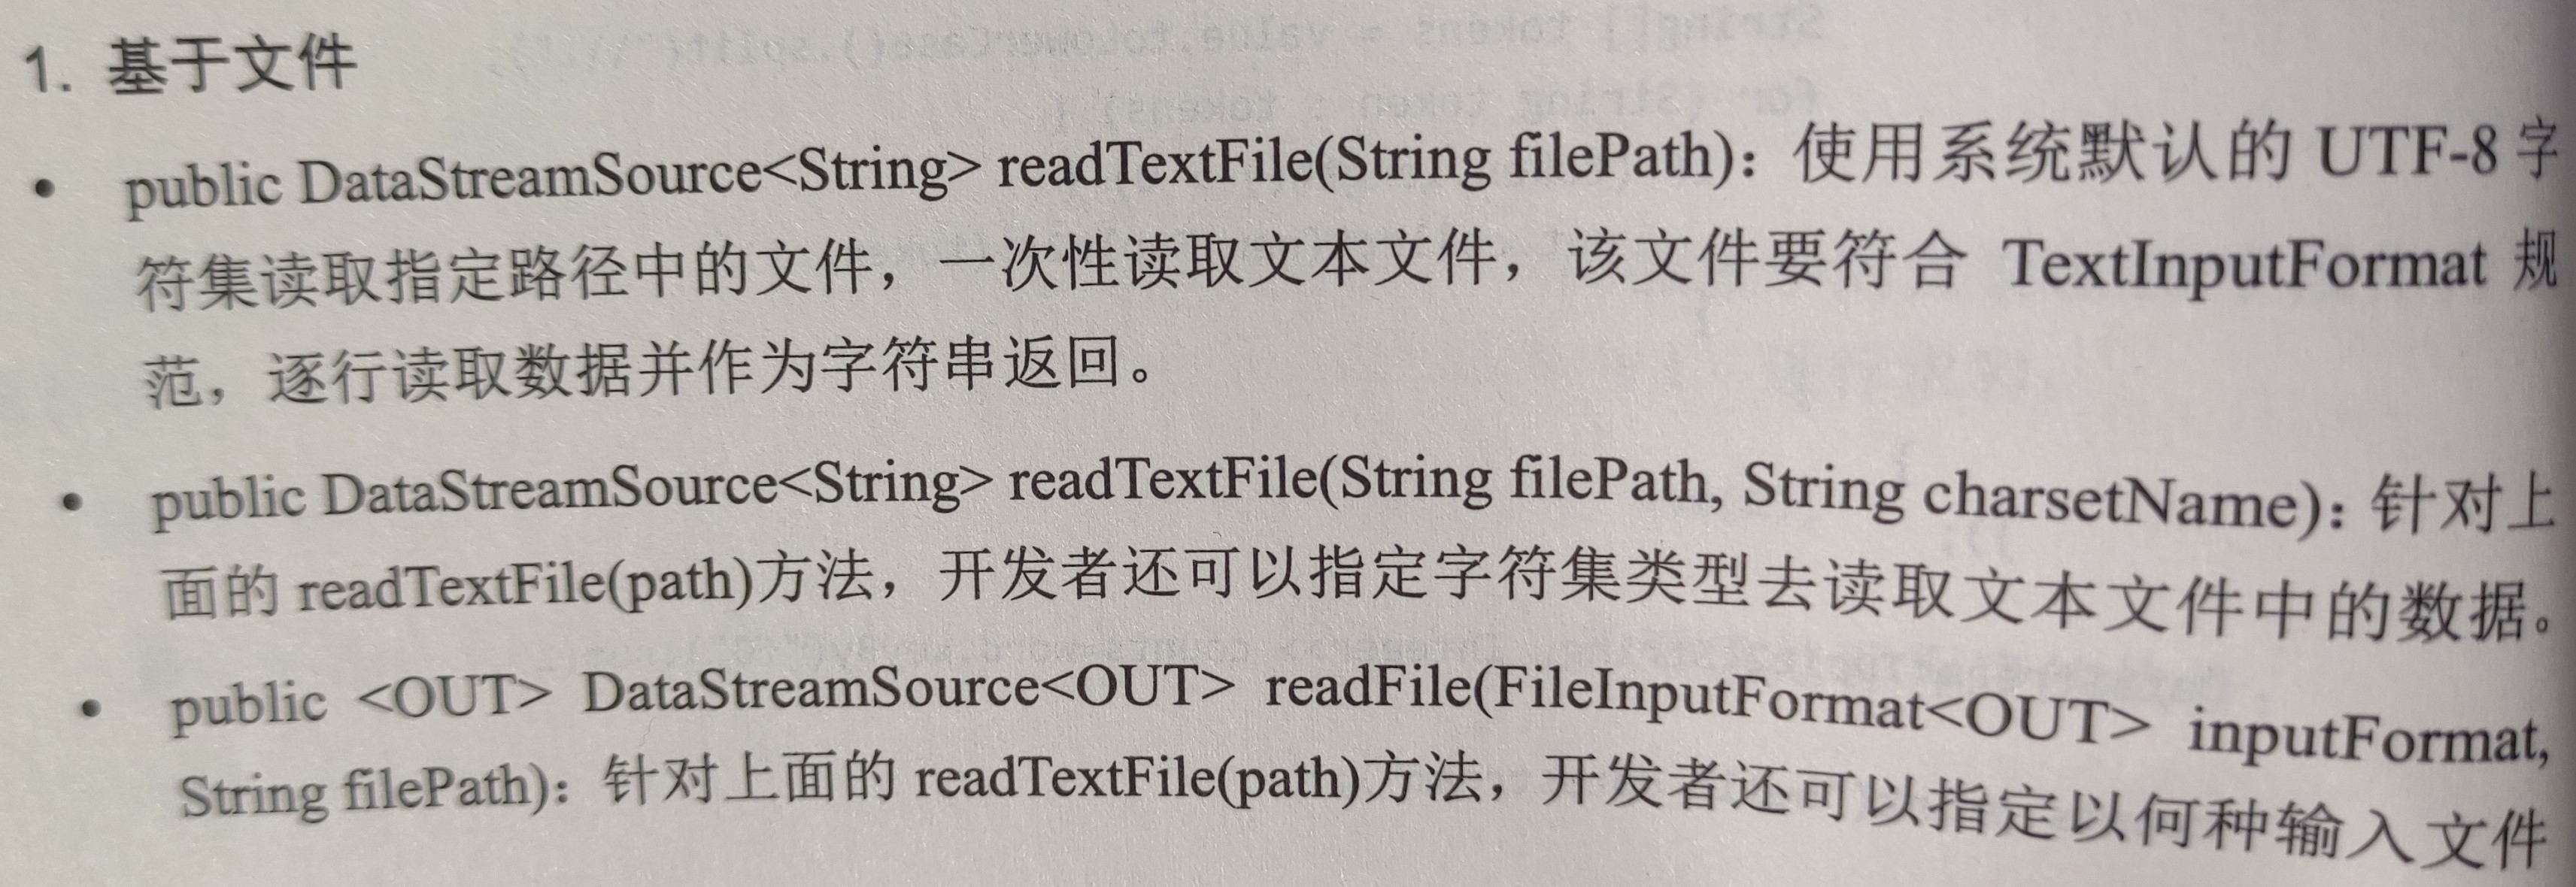 1. 基于文件
• public DataStreamSource<String> readTextFile(String filePath)：使用系统默认的 UTF-8 字
符集读取指定路径中的文件，一次性读取文本文件，该文件要符合 TextInputFormat 规
范，逐行读取数据并作为字符串返回。
• public DataStreamSource<String> readTextFile(String filePath, String charsetName)：针对上
面的 readTextFile(path)方法，开发者还可以指定字符集类型去读取文本文件中的数据。
• public <OUT> DataStreamSource<OUT> readFile(FileInputFormat<OUT> inputFormat,
String filePath)：针对上面的 readTextFile(path)方法，开发者还可以指定以何种输入文件